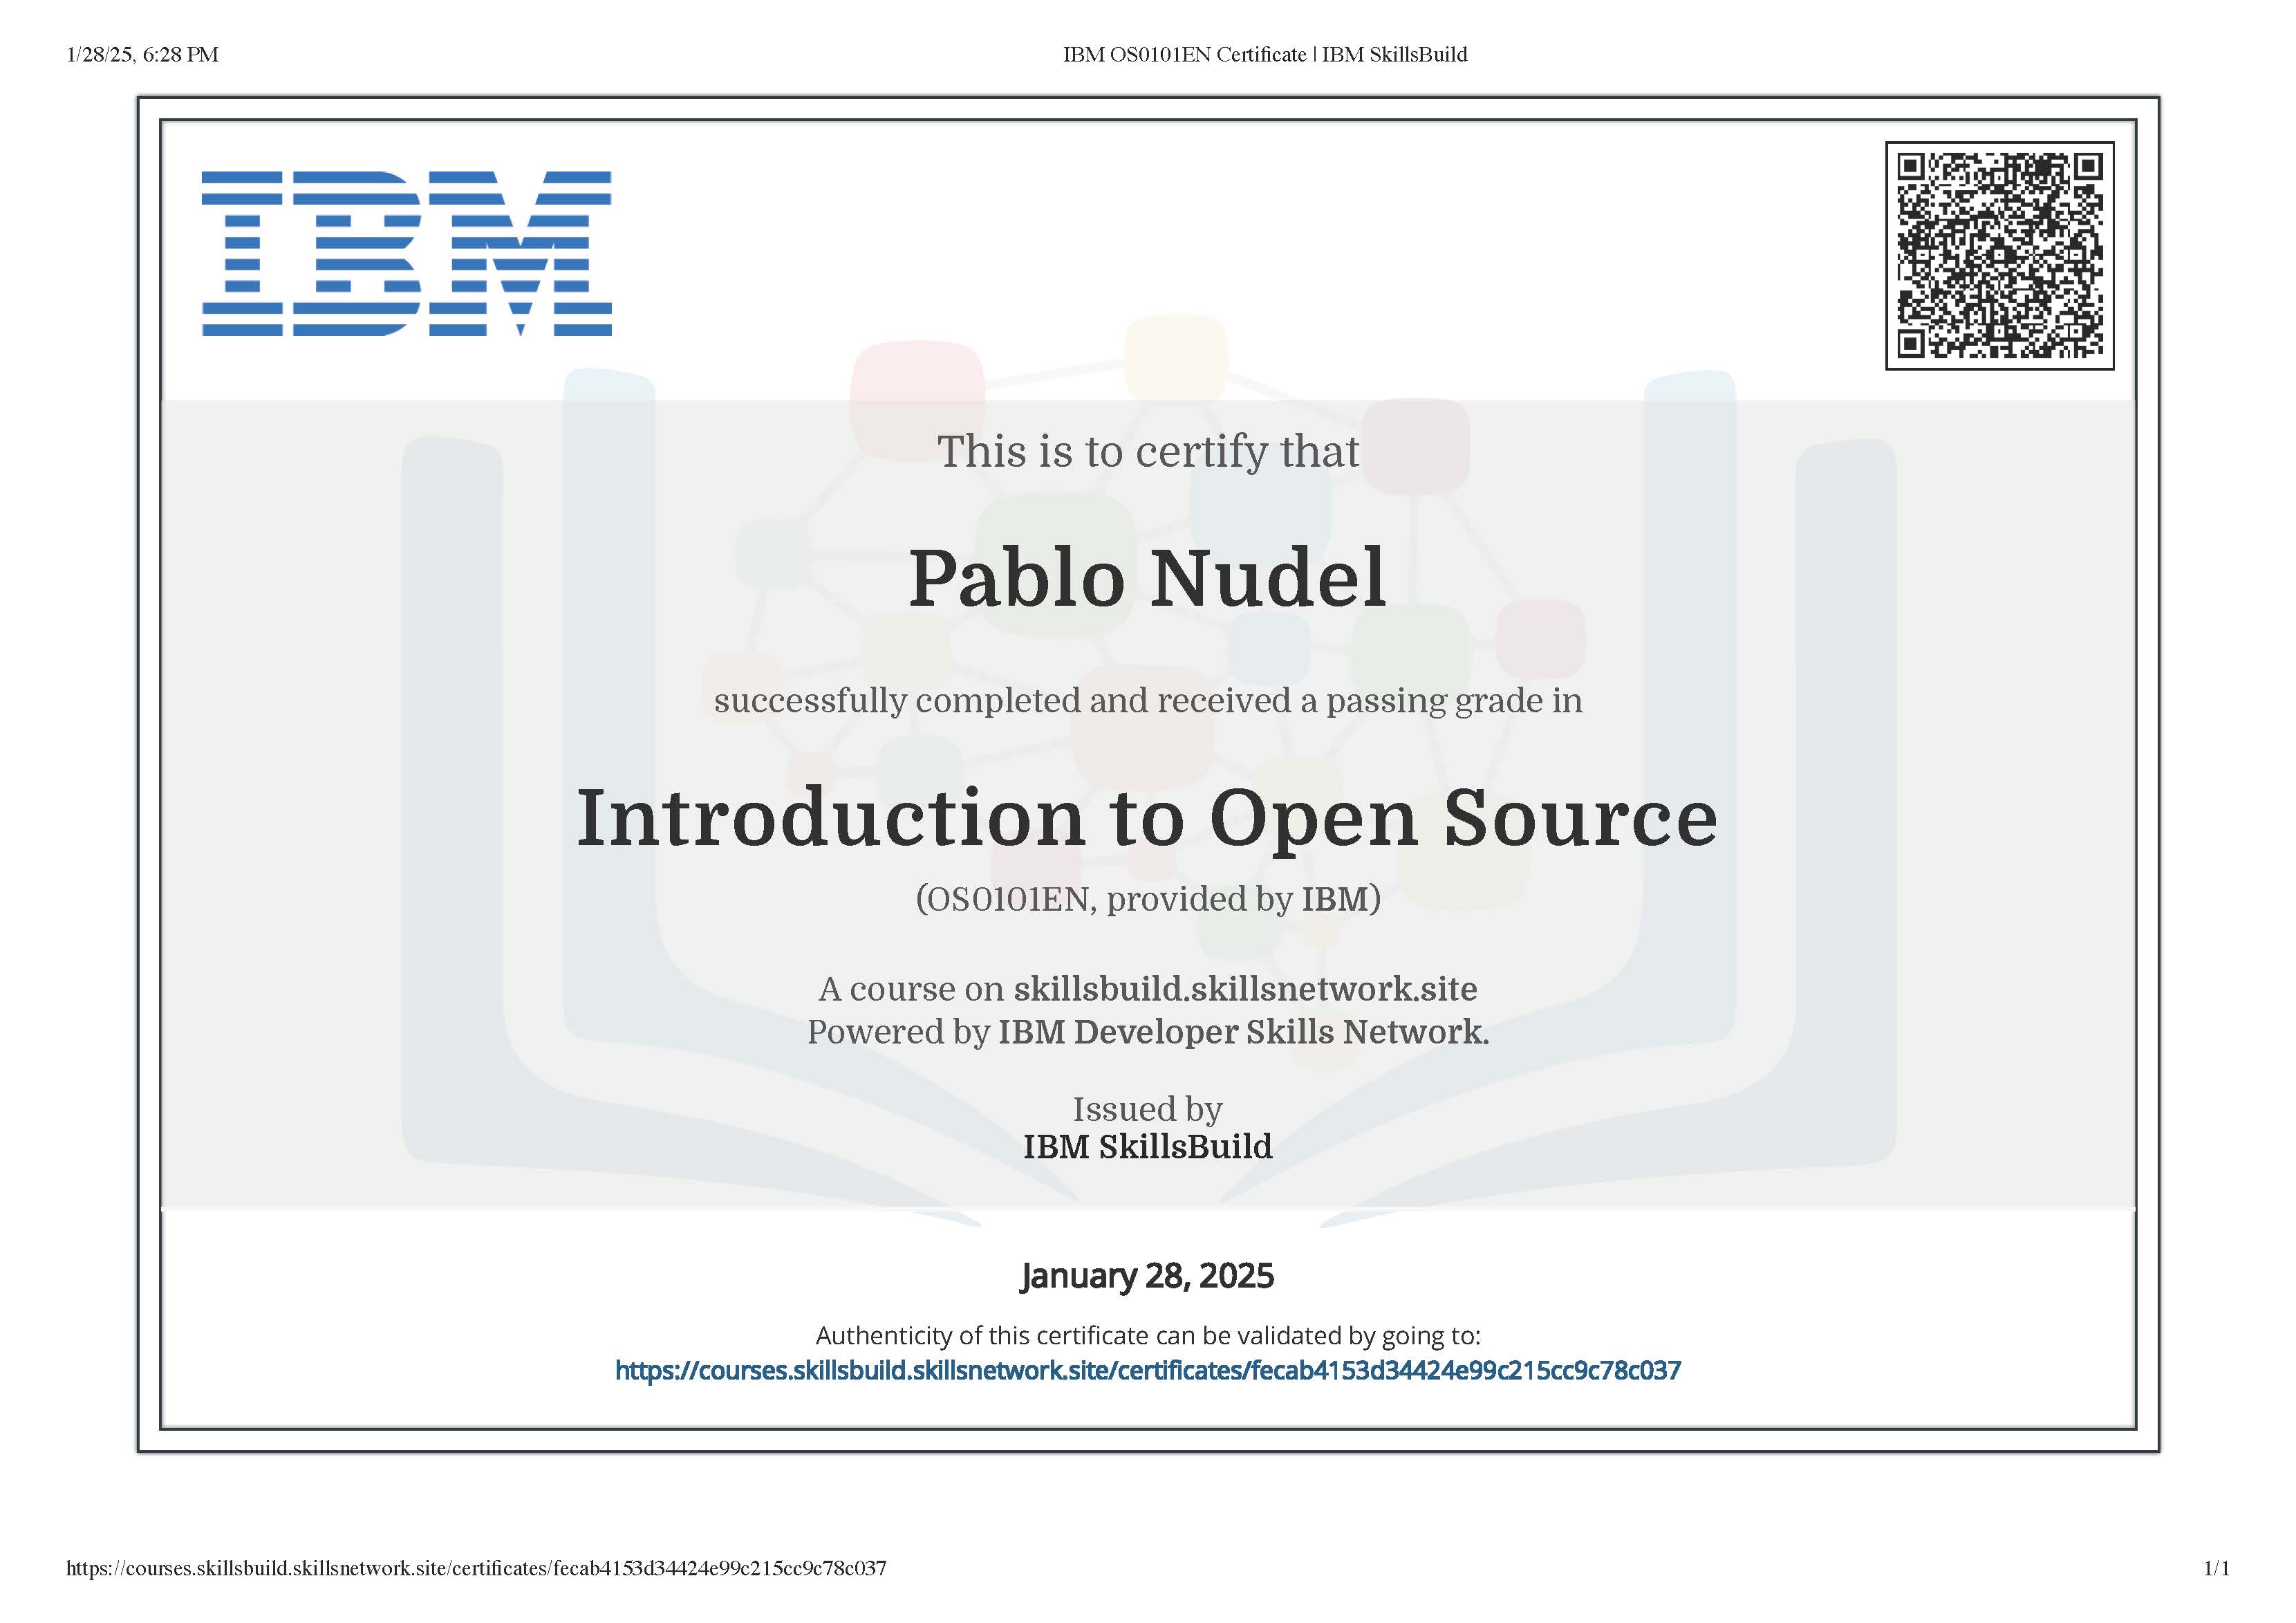 1/28/25, 6:28 PM
IBM OS0101EN Certificate | IBM SkillsBuild
IBM
This is to certify that
Pablo Nudel
successfully completed and received a passing grade in
Introduction to Open Source
(OS0101EN, provided by IBM)
A course on skillsbuild.skillsnetwork.site
Powered by IBM Developer Skills Network.
Issued by
IBM SkillsBuild
January 28, 2025
Authenticity of this certificate can be validated by going to:
https://courses.skillsbuild.skillsnetwork.site/certificates/fecab4153d34424e99c215cc9c78c037
https://courses.skillsbuild.skillsnetwork.site/certificates/fecab4153d34424e99c215cc9c78c037
1/1